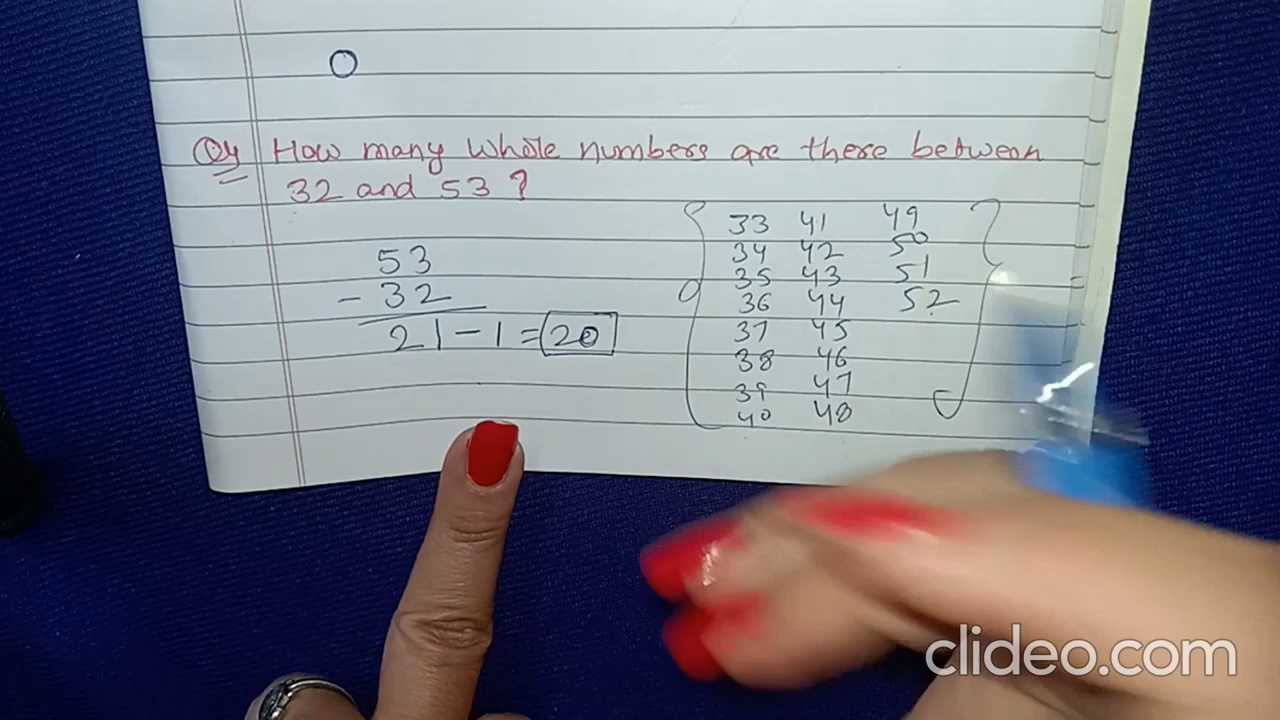 O
Q4 How many whole numbers are there between
32 and 53 ?
53
- 32
21-1=20
33 41 49
34 42 50
35 43 51
36 44 52
37 45
38 46
39 47
40 48
clideo.com